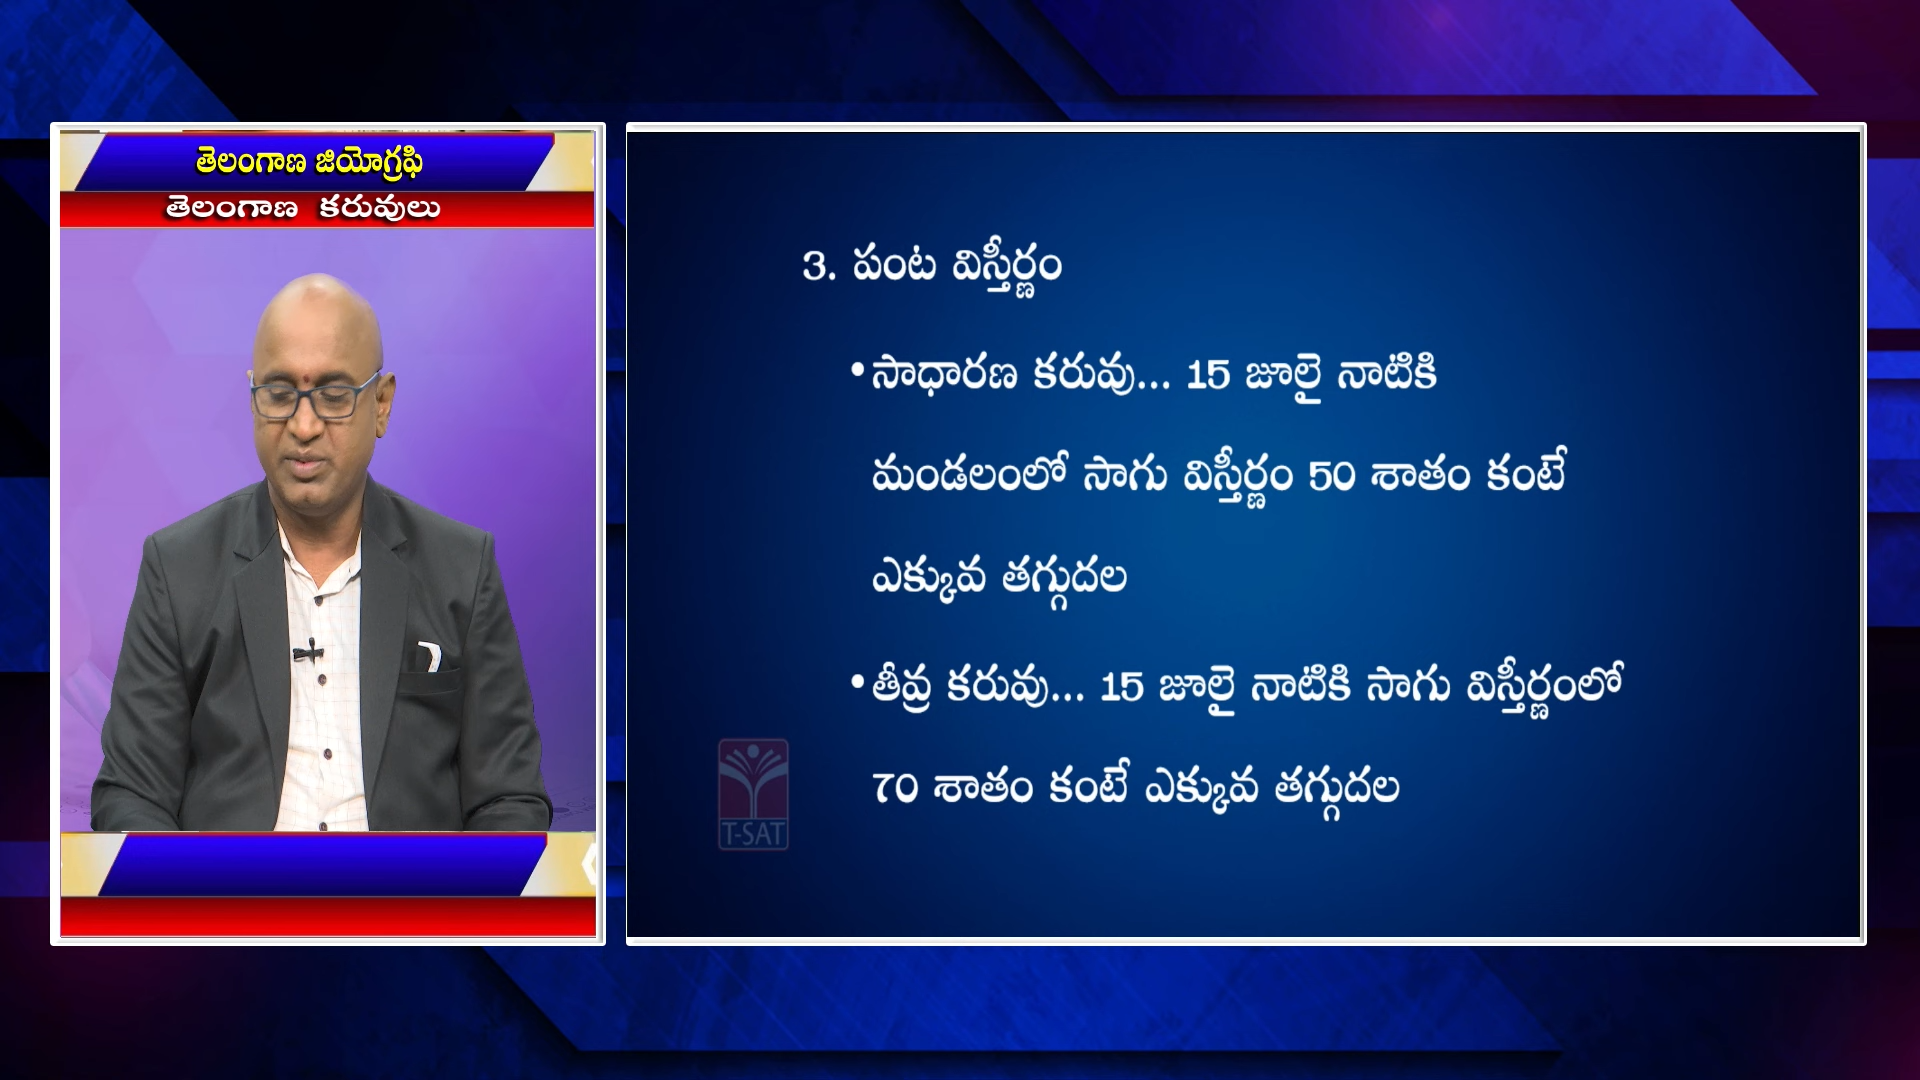 తెలంగాణ జియోగ్రఫి
తెలంగాణ కరువులు
3. పంట విస్తీర్ణం
•సాధారణ కరువు... 15 జూలై నాటికి
మండలంలో సాగు విస్తీర్ణం 50 శాతం కంటే
ఎక్కువ తగ్గుదల
•తీవ్ర కరువు... 15 జూలై నాటికి సాగు విస్తీర్ణంలో
70 శాతం కంటే ఎక్కువ తగ్గుదల
T-SAT